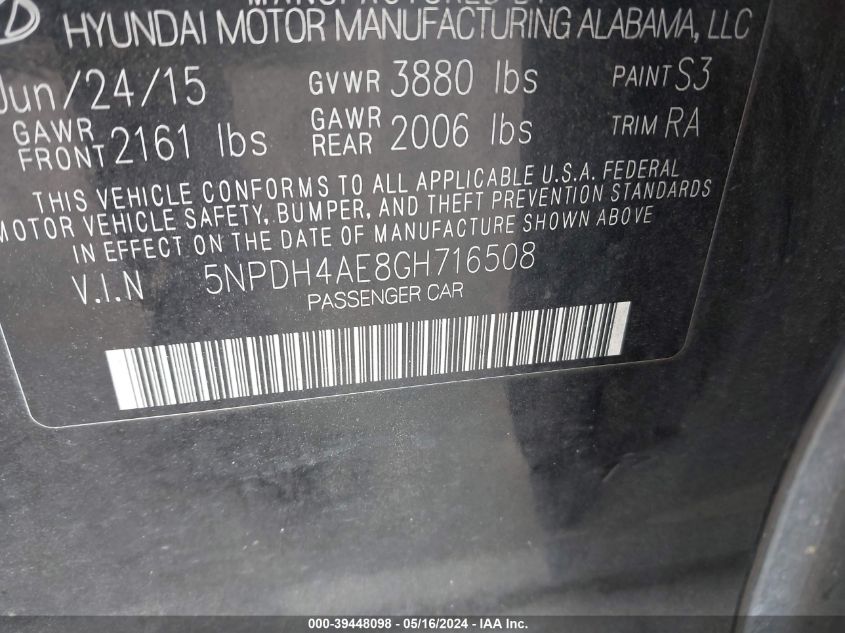 MANUFACTURED BY
HYUNDAI MOTOR MANUFACTURING ALABAMA, LLC
Jun/24/15 GVWR 3880 lbs PAINT S3
GAWR FRONT 2161 lbs GAWR REAR 2006 lbs TRIM RA
THIS VEHICLE CONFORMS TO ALL APPLICABLE U.S.A. FEDERAL
MOTOR VEHICLE SAFETY, BUMPER, AND THEFT PREVENTION STANDARDS
IN EFFECT ON THE DATE OF MANUFACTURE SHOWN ABOVE
V.I.N 5NPDH4AE8GH716508
PASSENGER CAR
000-39448098 - 05/16/2024 - IAA Inc.